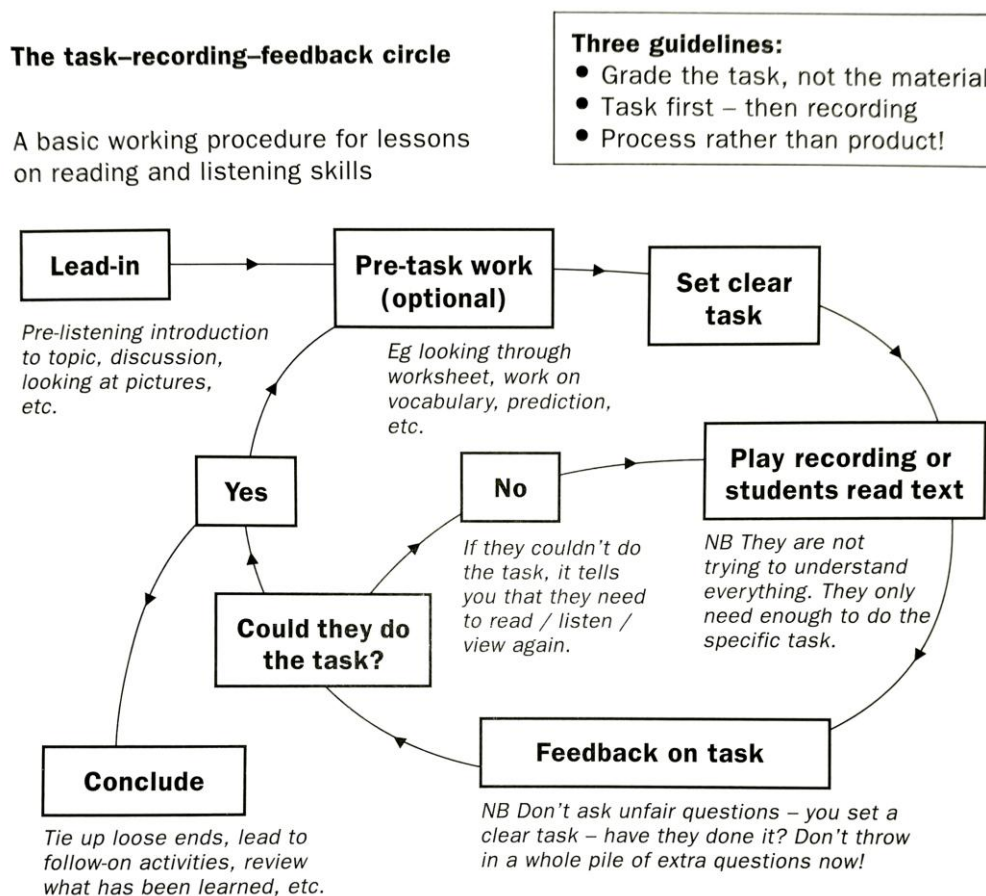 The task–recording–feedback circle
A basic working procedure for lessons
on reading and listening skills
Three guidelines:
● Grade the task, not the material
● Task first – then recording
● Process rather than product!
Lead-in
Pre-listening introduction
to topic, discussion,
looking at pictures,
etc.
Pre-task work
(optional)
Eg looking through
worksheet, work on
vocabulary, prediction,
etc.
Set clear
task
Play recording or
students read text
NB They are not
trying to understand
everything. They only
need enough to do the
specific task.
Feedback on task
NB Don't ask unfair questions – you set a
clear task – have they done it? Don't throw
in a whole pile of extra questions now!
Could they do
the task?
No
If they couldn't do
the task, it tells
you that they need
to read / listen /
view again.
Yes
Conclude
Tie up loose ends, lead to
follow-on activities, review
what has been learned, etc.